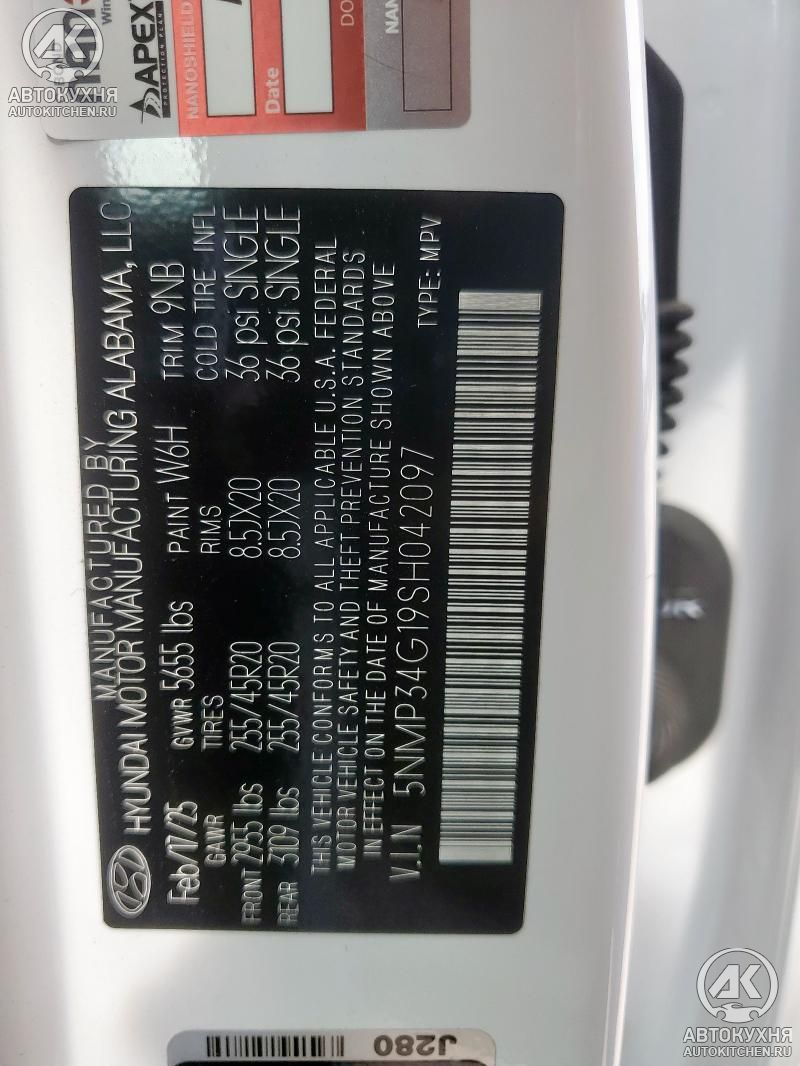 MANUFACTURED BY
HYUNDAI MOTOR MANUFACTURING ALABAMA, LLC
Feb/17/25 GVWR 5655 lbs PAINT W6H TRIM 9NB
GAWR TIRES RIMS COLD TIRE INFL
FRONT 2955 lbs 255/45R20 8.5JX20 36 psi SINGLE
REAR 3109 lbs 255/45R20 8.5JX20 36 psi SINGLE
THIS VEHICLE CONFORMS TO ALL APPLICABLE U.S.A. FEDERAL
MOTOR VEHICLE SAFETY AND THEFT PREVENTION STANDARDS
IN EFFECT ON THE DATE OF MANUFACTURE SHOWN ABOVE
V.I.N 5NMP34G19SH042097 TYPE: MPV
APEX
PROTECTION PLAN
NANOSHIELD
Date
J280
АВТОКУХНЯ
AUTOKITCHEN.RU
АК
АВТОКУХНЯ
AUTOKITCHEN.RU